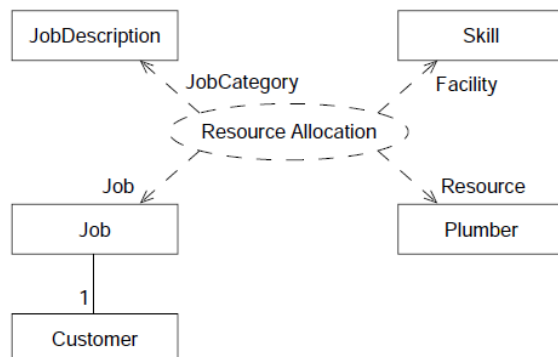 JobDescription
Skill
JobCategory
Facility
Resource Allocation
Job
Resource
Job
Plumber
1
Customer